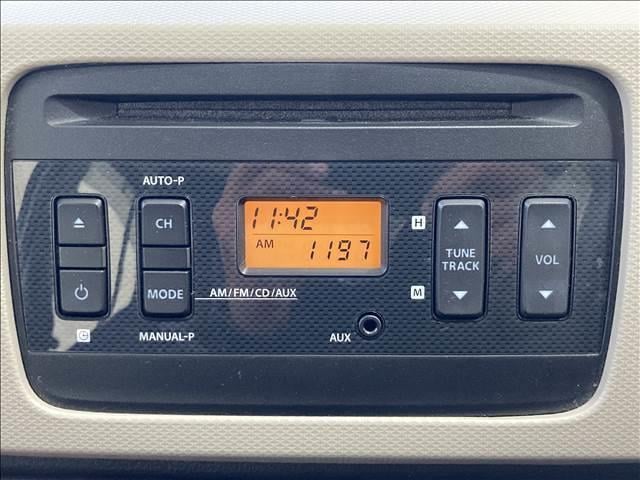 AUTO-P
CH
MODE
MANUAL-P
C
11:42
AM 1197
AM/FM/CD/AUX
AUX
H
M
TUNE
TRACK
VOL